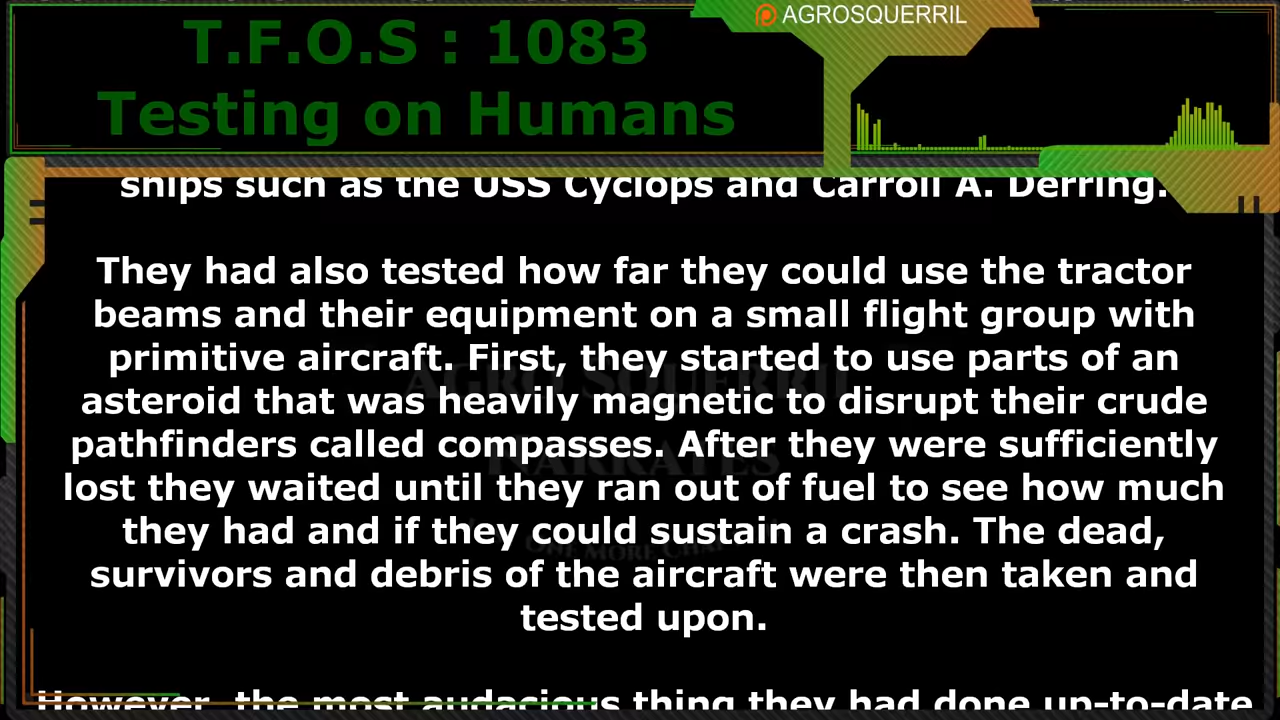 AGROSQUERRIL
T.F.O.S : 1083
Testing on Humans
ships such as the USS Cyclops and Carroll A. Derring.
They had also tested how far they could use the tractor
beams and their equipment on a small flight group with
primitive aircraft. First, they started to use parts of an
asteroid that was heavily magnetic to disrupt their crude
pathfinders called compasses. After they were sufficiently
lost they waited until they ran out of fuel to see how much
they had and if they could sustain a crash. The dead,
survivors and debris of the aircraft were then taken and
tested upon.
However, the most audacious thing they had done up-to-date